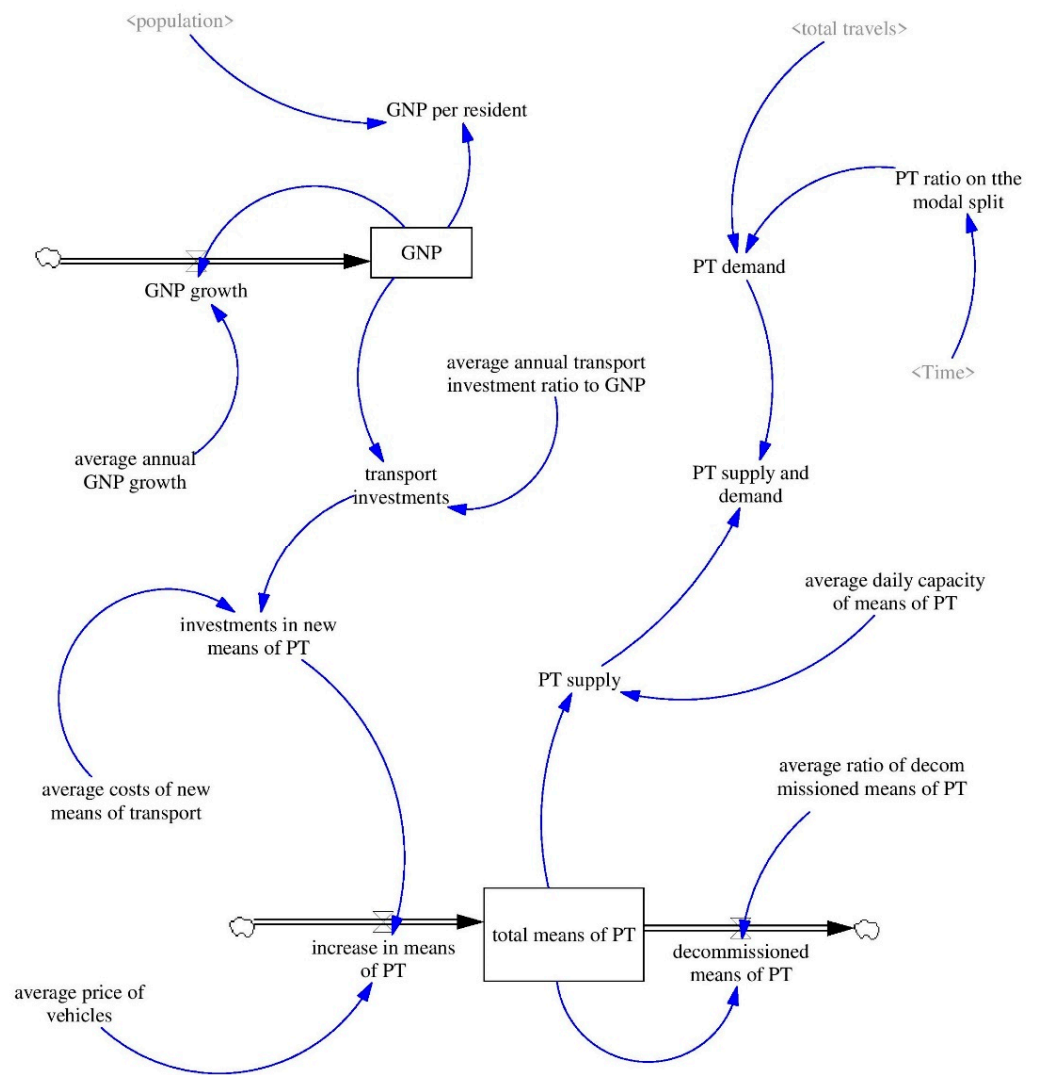 <population>
<total travels>
GNP per resident
PT ratio on tthe
modal split
GNP
PT demand
GNP growth
average annual transport
investment ratio to GNP
<Time>
average annual
GNP growth
transport
investments
PT supply and
demand
average daily capacity
of means of PT
investments in new
means of PT
PT supply
average costs of new
means of transport
average ratio of decom
missioned means of PT
total means of PT
increase in means
of PT
decommissioned
means of PT
average price of
vehicles